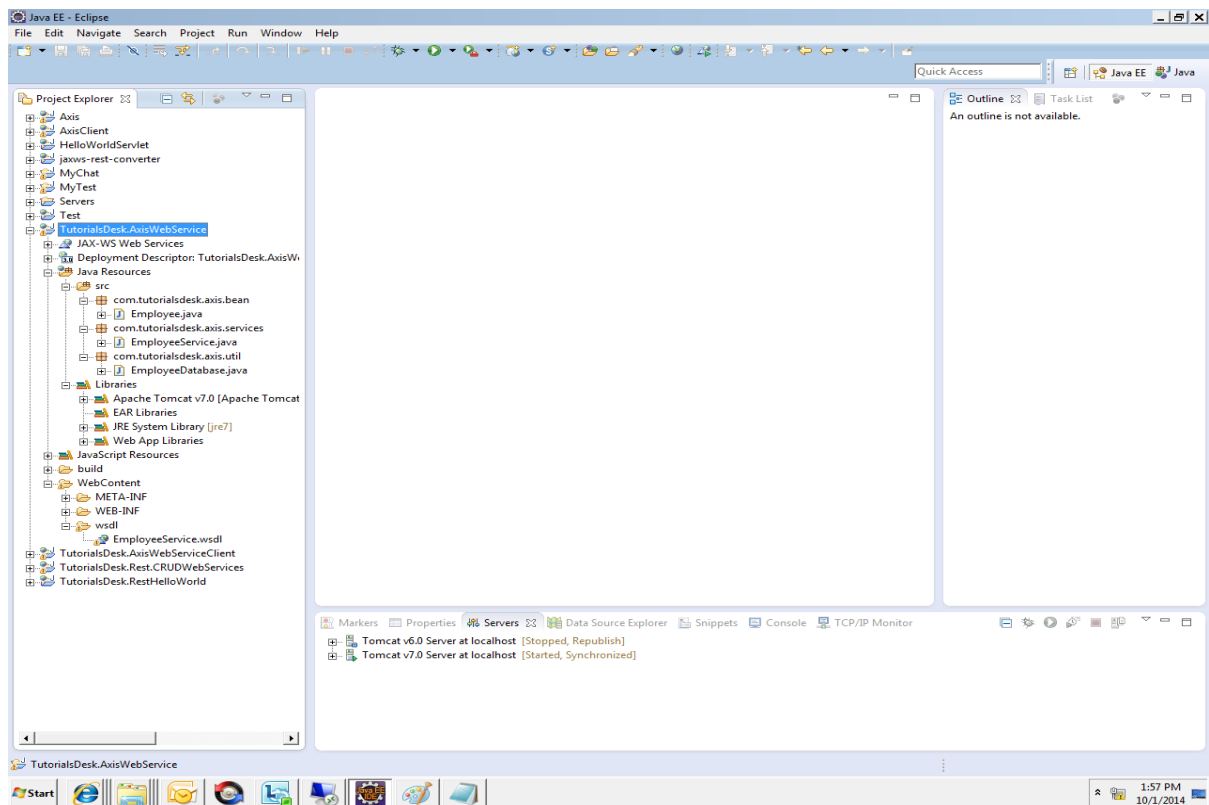 Java EE - Eclipse
File Edit Navigate Search Project Run Window Help
Quick Access
Java EE
Java
Project Explorer
Axis
AxisClient
HelloWorldServlet
jaxws-rest-converter
MyChat
MyTest
Servers
Test
TutorialsDesk.AxisWebService
JAX-WS Web Services
Deployment Descriptor: TutorialsDesk.AxisW
Java Resources
src
com.tutorialsdesk.axis.bean
Employee.java
com.tutorialsdesk.axis.services
EmployeeService.java
com.tutorialsdesk.axis.util
EmployeeDatabase.java
Libraries
Apache Tomcat v7.0 [Apache Tomcat
EAR Libraries
JRE System Library [jre7]
Web App Libraries
JavaScript Resources
build
WebContent
META-INF
WEB-INF
wsdl
EmployeeService.wsdl
TutorialsDesk.AxisWebServiceClient
TutorialsDesk.Rest.CRUDWebServices
TutorialsDesk.RestHelloWorld
Outline Task List
An outline is not available.
Markers Properties Servers Data Source Explorer Snippets Console TCP/IP Monitor
Tomcat v6.0 Server at localhost [Stopped, Republish]
Tomcat v7.0 Server at localhost [Started, Synchronized]
TutorialsDesk.AxisWebService
Start
1:57 PM
10/1/2014